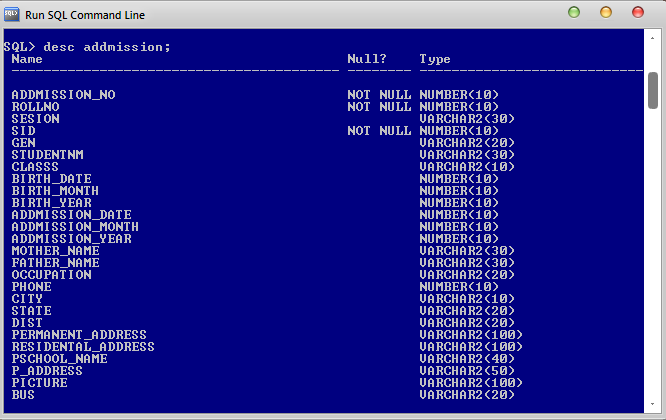 Run SQL Command Line
SQL> desc addmission;
Name Null? Type
----------------------------------------- -------- ----------------------------
ADDMISSION_NO NOT NULL NUMBER(10)
ROLLNO NOT NULL NUMBER(10)
SESION VARCHAR2(30)
SID NOT NULL NUMBER(10)
GEN VARCHAR2(20)
STUDENTNM VARCHAR2(30)
CLASSS VARCHAR2(10)
BIRTH_DATE NUMBER(10)
BIRTH_MONTH NUMBER(10)
BIRTH_YEAR NUMBER(10)
ADDMISSION_DATE NUMBER(10)
ADDMISSION_MONTH NUMBER(10)
ADDMISSION_YEAR NUMBER(10)
MOTHER_NAME VARCHAR2(30)
FATHER_NAME VARCHAR2(30)
OCCUPATION VARCHAR2(20)
PHONE NUMBER(10)
CITY VARCHAR2(10)
STATE VARCHAR2(20)
DIST VARCHAR2(20)
PERMANENT_ADDRESS VARCHAR2(100)
RESIDENTAL_ADDRESS VARCHAR2(100)
PSCHOOL_NAME VARCHAR2(40)
P_ADDRESS VARCHAR2(50)
PICTURE VARCHAR2(100)
BUS VARCHAR2(20)